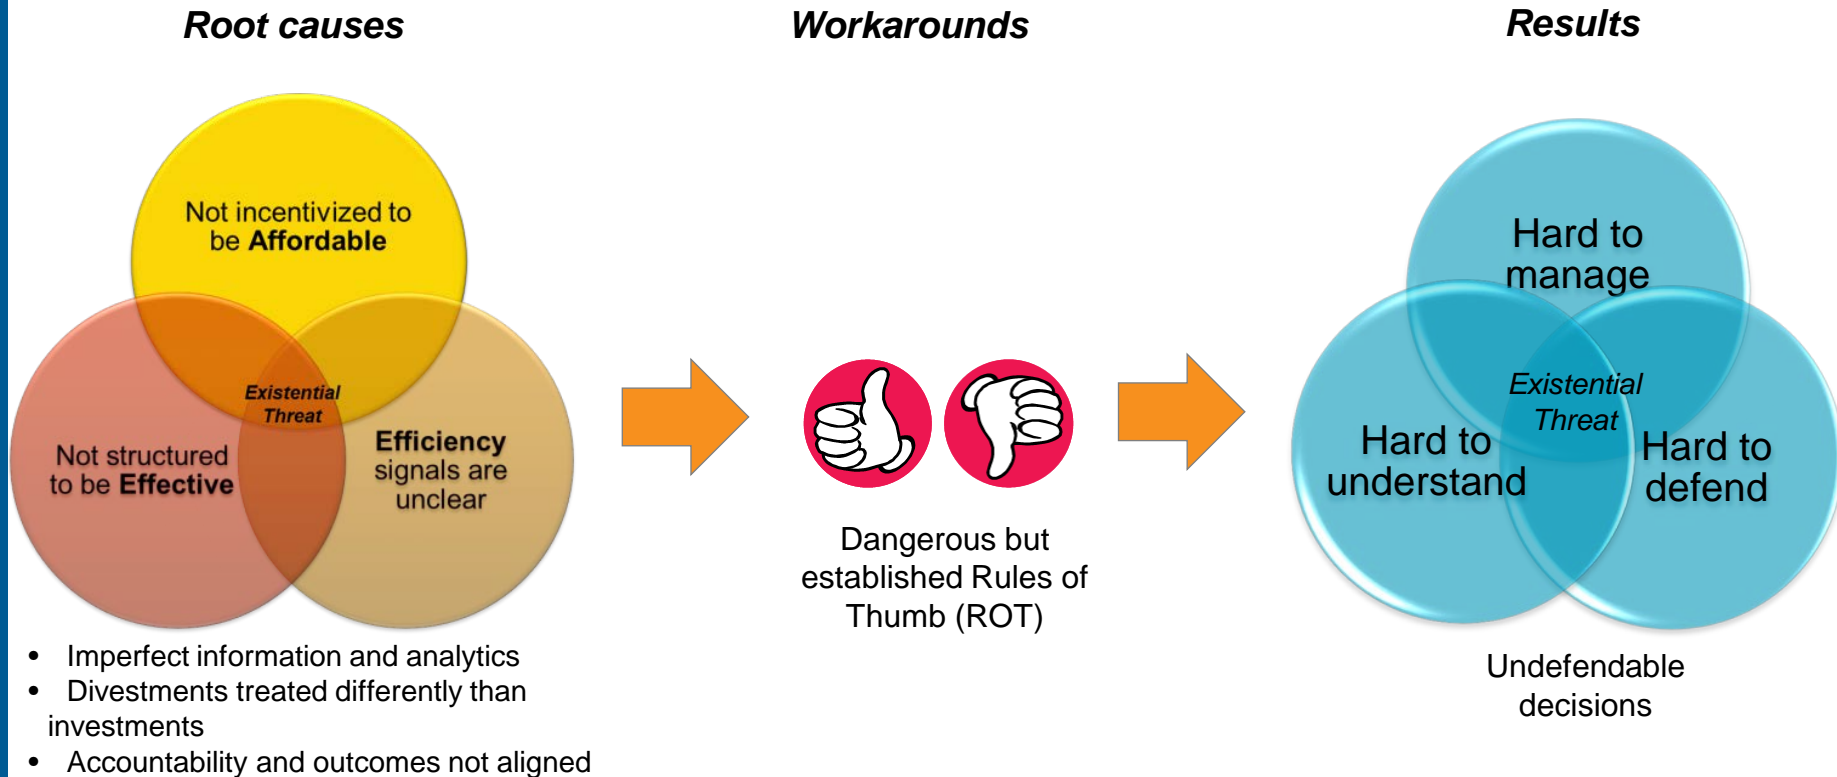 Root causes
Workarounds
Results
Not incentivized to
be Affordable
Existential
Threat
Not structured
to be Effective
Efficiency
signals are
unclear
• Imperfect information and analytics
• Divestments treated differently than
investments
• Accountability and outcomes not aligned
Dangerous but
established Rules of
Thumb (ROT)
Hard to
manage
Existential
Threat
Hard to
understand
Hard to
defend
Undefendable
decisions